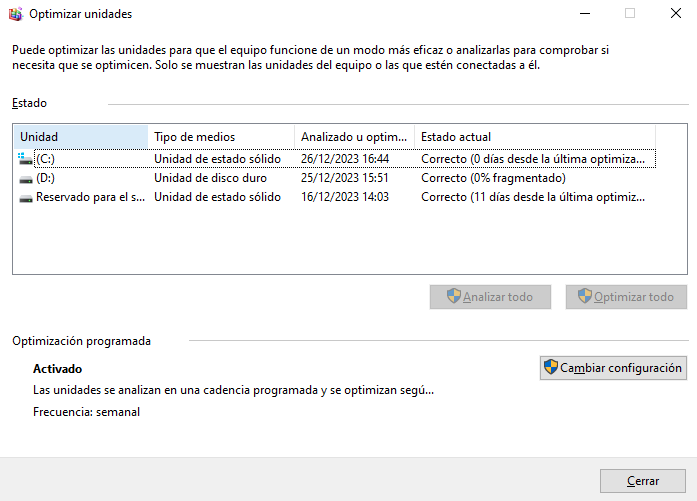 Optimizar unidades
Puede optimizar las unidades para que el equipo funcione de un modo más eficaz o analizarlas para comprobar si
necesita que se optimicen. Solo se muestran las unidades del equipo o las que estén conectadas a él.
Estado
Unidad Tipo de medios Analizado u optim... Estado actual
(C:) Unidad de estado sólido 26/12/2023 16:44 Correcto (0 días desde la última optimiza...
(D:) Unidad de disco duro 25/12/2023 15:51 Correcto (0% fragmentado)
Reservado para el s... Unidad de estado sólido 16/12/2023 14:03 Correcto (11 días desde la última optimiz...
Analizar todo Optimizar todo
Optimización programada
Activado Cambiar configuración
Las unidades se analizan en una cadencia programada y se optimizan segú...
Frecuencia: semanal
Cerrar